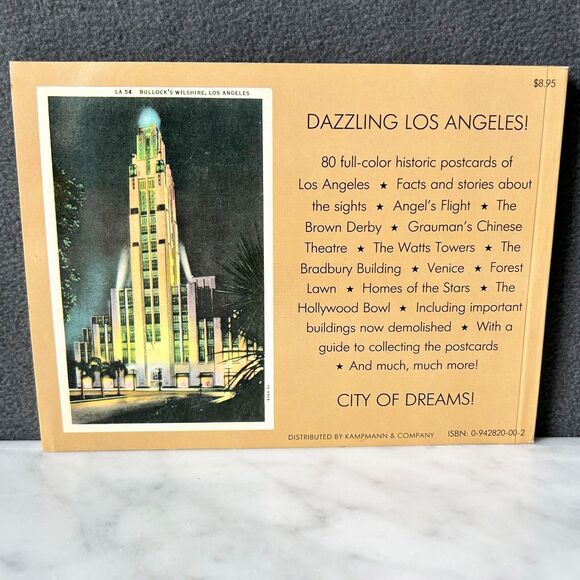 $8.95
LA 54 BULLOCK'S WILSHIRE, LOS ANGELES
DAZZLING LOS ANGELES!
80 full-color historic postcards of
Los Angeles ★ Facts and stories about
the sights ★ Angel's Flight ★ The
Brown Derby ★ Grauman's Chinese
Theatre ★ The Watts Towers ★ The
Bradbury Building ★ Venice ★ Forest
Lawn ★ Homes of the Stars ★ The
Hollywood Bowl ★ Including important
buildings now demolished ★ With a
guide to collecting the postcards
★ And much, much more!
CITY OF DREAMS!
DISTRIBUTED BY KAMPMANN & COMPANY ISBN: 0-942820-00-2